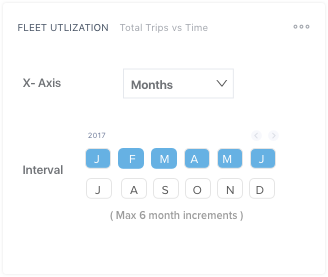 FLEET UTLIZATION Total Trips vs Time
X- Axis Months
2017
J F M A M J
Interval
J A S O N D
( Max 6 month increments )